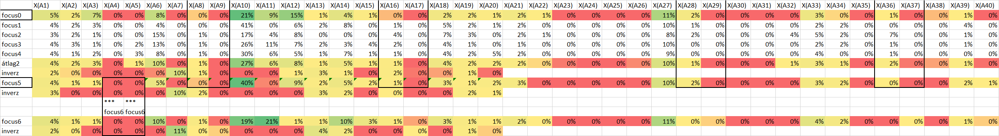 X(A1) X(A2) X(A3) X(A4) X(A5) X(A6) X(A7) X(A8) X(A9) X(A10) X(A11) X(A12) X(A13) X(A14) X(A15) X(A16) X(A17) X(A18) X(A19) X(A20) X(A21) X(A22) X(A23) X(A24) X(A25) X(A26) X(A27) X(A28) X(A29) X(A30) X(A31) X(A32) X(A33) X(A34) X(A35) X(A36) X(A37) X(A38) X(A39) X(A40)
focus0 5% 2% 7% 0% 0% 8% 0% 0% 0% 21% 9% 15% 1% 4% 1% 0% 0% 2% 2% 1% 2% 1% 0% 0% 0% 0% 11% 2% 0% 0% 0% 0% 3% 0% 0% 1% 0% 0% 1% 0%
focus1 4% 2% 3% 0% 0% 4% 0% 0% 0% 41% 0% 6% 2% 8% 0% 1% 0% 5% 2% 1% 2% 0% 0% 0% 0% 0% 10% 1% 0% 0% 0% 0% 2% 2% 0% 0% 0% 0% 4% 0%
focus2 3% 2% 1% 0% 0% 15% 0% 1% 0% 17% 4% 8% 0% 0% 0% 4% 0% 7% 3% 0% 2% 1% 0% 0% 0% 0% 8% 2% 0% 0% 0% 4% 5% 2% 0% 7% 0% 0% 1% 0%
focus3 4% 3% 1% 0% 2% 13% 0% 1% 0% 26% 11% 7% 2% 3% 4% 2% 0% 4% 1% 0% 1% 0% 0% 0% 0% 0% 10% 0% 0% 0% 0% 0% 2% 2% 0% 1% 0% 0% 1% 0%
focus4 4% 1% 2% 0% 3% 8% 0% 1% 0% 30% 6% 5% 1% 7% 1% 1% 0% 4% 2% 5% 2% 0% 0% 0% 0% 0% 9% 0% 0% 0% 0% 0% 4% 0% 0% 1% 0% 0% 0% 0%
átlag2 4% 2% 3% 0% 1% 10% 0% 1% 0% 27% 6% 8% 1% 5% 1% 1% 0% 4% 2% 2% 2% 0% 0% 0% 0% 0% 10% 1% 0% 0% 0% 1% 3% 1% 0% 2% 0% 0% 1% 0%
inverz 2% 0% 0% 0% 0% 0% 10% 1% 0% 0% 0% 1% 3% 1% 0% 2% 0% 0% 1% 0%
focus5 4% 1% 1% 0% 0% 5% 0% 0% 0% 40% 0% 9% 2% 5% 2% 1% 0% 3% 1% 2% 3% 0% 0% 0% 0% 0% 10% 2% 0% 0% 0% 0% 3% 2% 0% 0% 0% 0% 2% 1%
inverz 3% 0% 0% 0% 0% 0% 10% 2% 0% 0% 0% 0% 3% 2% 0% 0% 0% 0% 2% 1%
*** ***
focus6 focus6
focus6 4% 1% 1% 0% 0% 10% 0% 1% 0% 19% 21% 1% 1% 10% 3% 1% 0% 3% 1% 1% 2% 0% 0% 0% 0% 0% 11% 0% 0% 0% 0% 0% 4% 2% 0% 0% 0% 0% 1% 0%
inverz 2% 0% 0% 0% 0% 0% 11% 0% 0% 0% 0% 0% 4% 2% 0% 0% 0% 0% 1% 0%